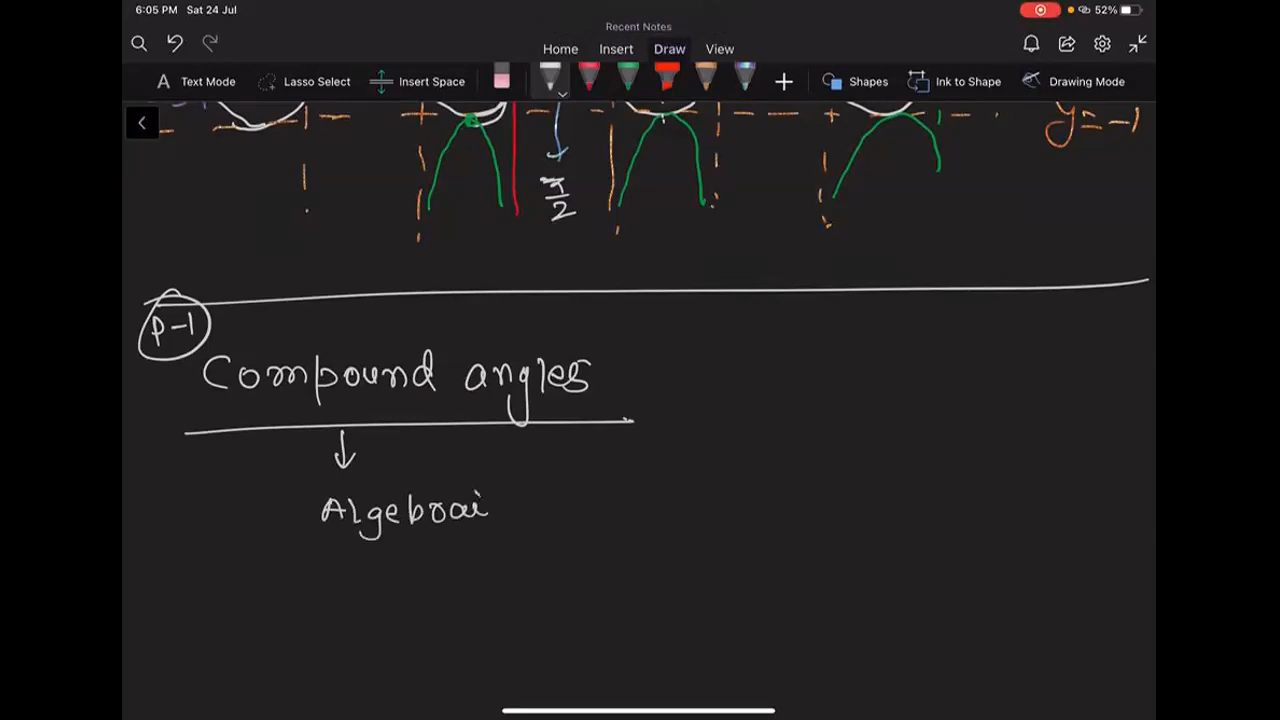 6:05 PM Sat 24 Jul 52%
Recent Notes
Home Insert Draw View
Text Mode Lasso Select Insert Space Shapes Ink to Shape Drawing Mode
y = -1
π/2
P-1
Compound angles
↓
Algebrai